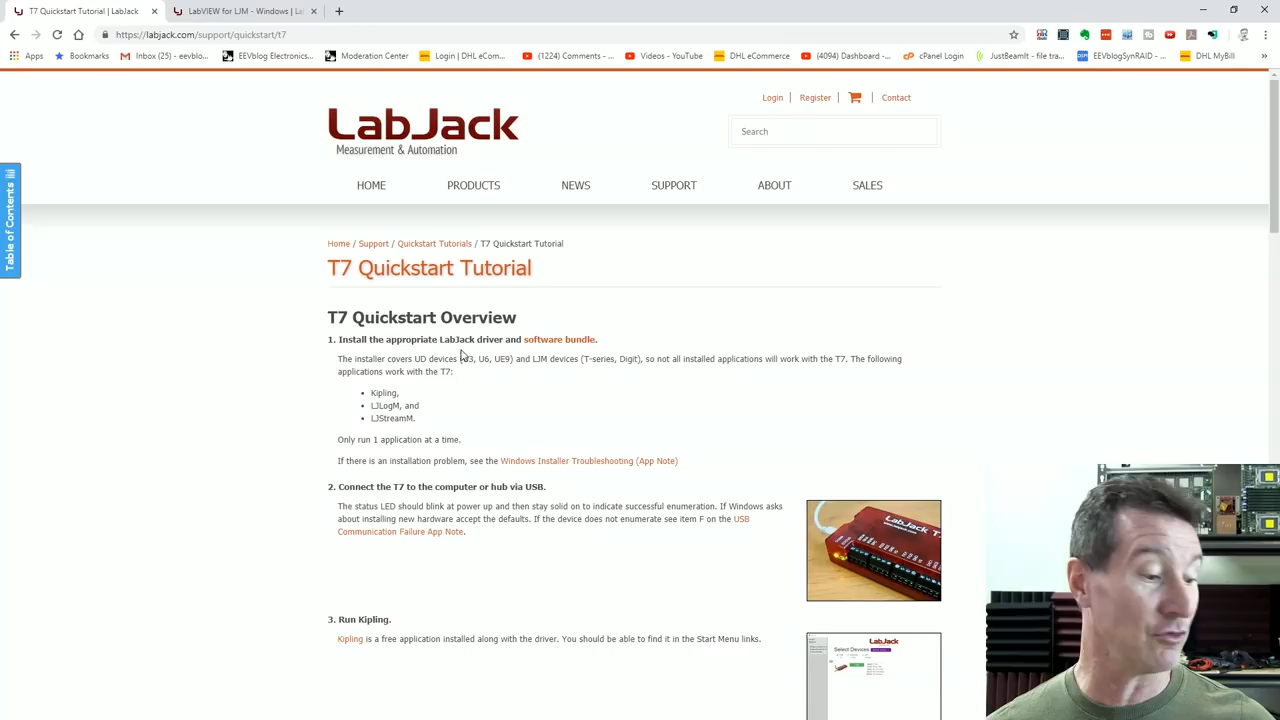 T7 Quickstart Tutorial | LabJack
LabVIEW for LJM - Windows | La
https://labjack.com/support/quickstart/t7
Apps
Bookmarks
Inbox (25) - eevblo...
EEVblog Electronics...
Moderation Center
Login | DHL eCom...
(1224) Comments - ...
Videos - YouTube
DHL eCommerce
(4094) Dashboard -...
cPanel Login
JustBeamIt - file tra...
EEVblogSynRAID - ...
DHL MyBill
Login
Register
Contact
LabJack
Measurement & Automation
Search
HOME
PRODUCTS
NEWS
SUPPORT
ABOUT
SALES
Table of Contents
Home / Support / Quickstart Tutorials / T7 Quickstart Tutorial
T7 Quickstart Tutorial
T7 Quickstart Overview
1. Install the appropriate LabJack driver and software bundle.
The installer covers UD devices (U3, U6, UE9) and LJM devices (T-series, Digit), so not all installed applications will work with the T7. The following
applications work with the T7:
Kipling,
LJLogM, and
LJStreamM.
Only run 1 application at a time.
If there is an installation problem, see the Windows Installer Troubleshooting (App Note)
2. Connect the T7 to the computer or hub via USB.
The status LED should blink at power up and then stay solid on to indicate successful enumeration. If Windows asks
about installing new hardware accept the defaults. If the device does not enumerate see item F on the USB
Communication Failure App Note.
LabJack T
3. Run Kipling.
Kipling is a free application installed along with the driver. You should be able to find it in the Start Menu links.
LabJack
Select Devices